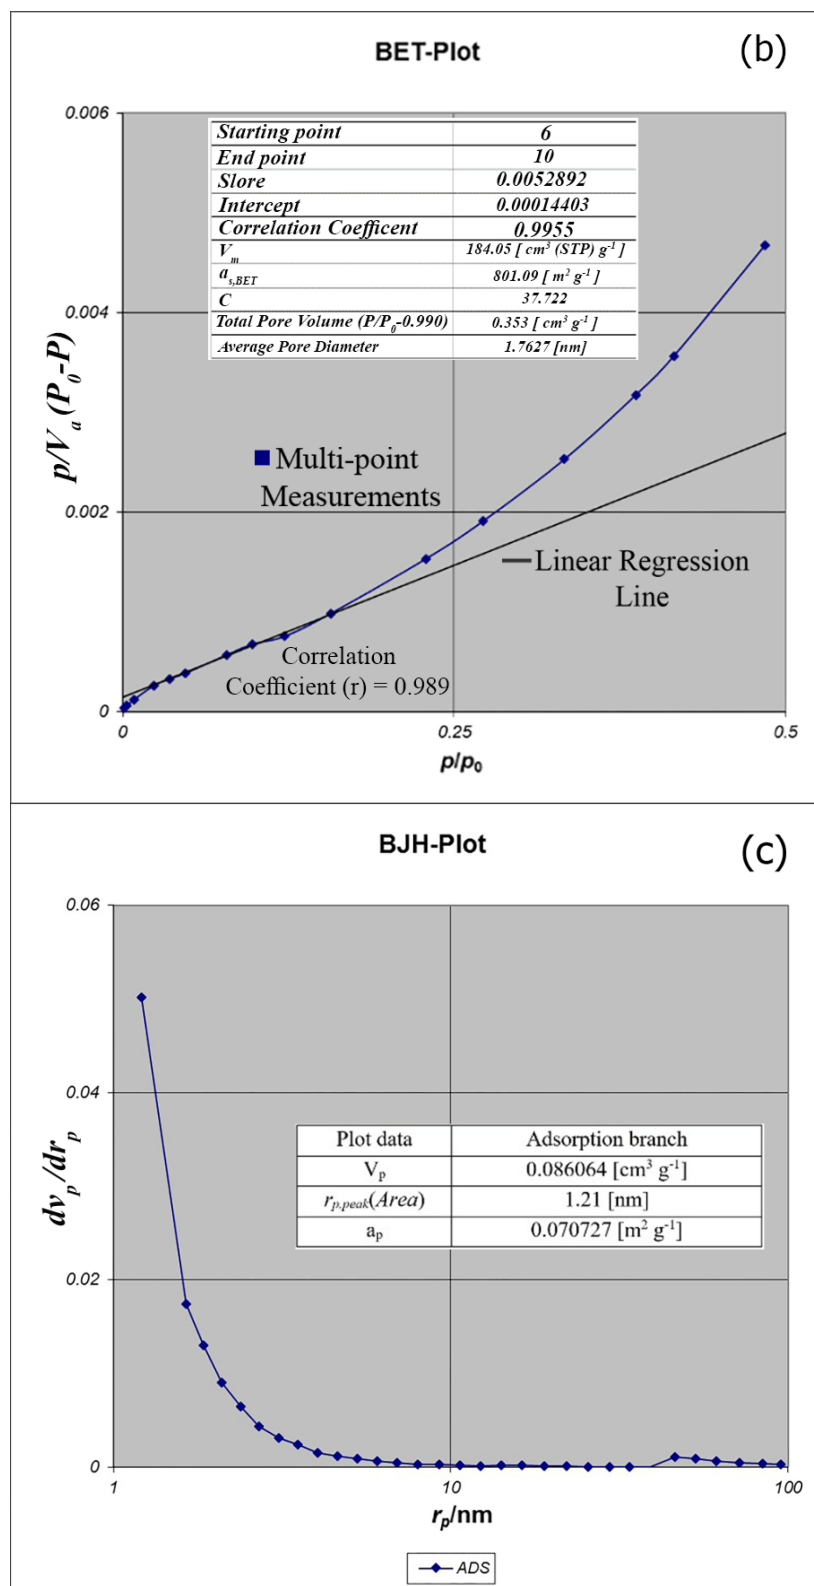 BET-Plot
(b)
0.006
Starting point 6
End point 10
Slore 0.0052892
Intercept 0.00014403
Correlation Coefficent 0.9955
Vm 184.05 [ cm³ (STP) g⁻¹ ]
as,BET 801.09 [ m² g⁻¹ ]
C 37.722
Total Pore Volume (P/P₀-0.990) 0.353 [ cm³ g⁻¹ ]
Average Pore Diameter 1.7627 [nm]
0.004
p/Va (P₀-P)
Multi-point
Measurements
0.002
Linear Regression
Line
Correlation
Coefficient (r) = 0.989
0
0 0.25 0.5
p/p₀
BJH-Plot
(c)
0.06
0.04
dvp/drp
Plot data Adsorption branch
Vp 0.086064 [cm³ g⁻¹]
rp,peak(Area) 1.21 [nm]
ap 0.070727 [m² g⁻¹]
0.02
0
1 10 100
rp/nm
ADS